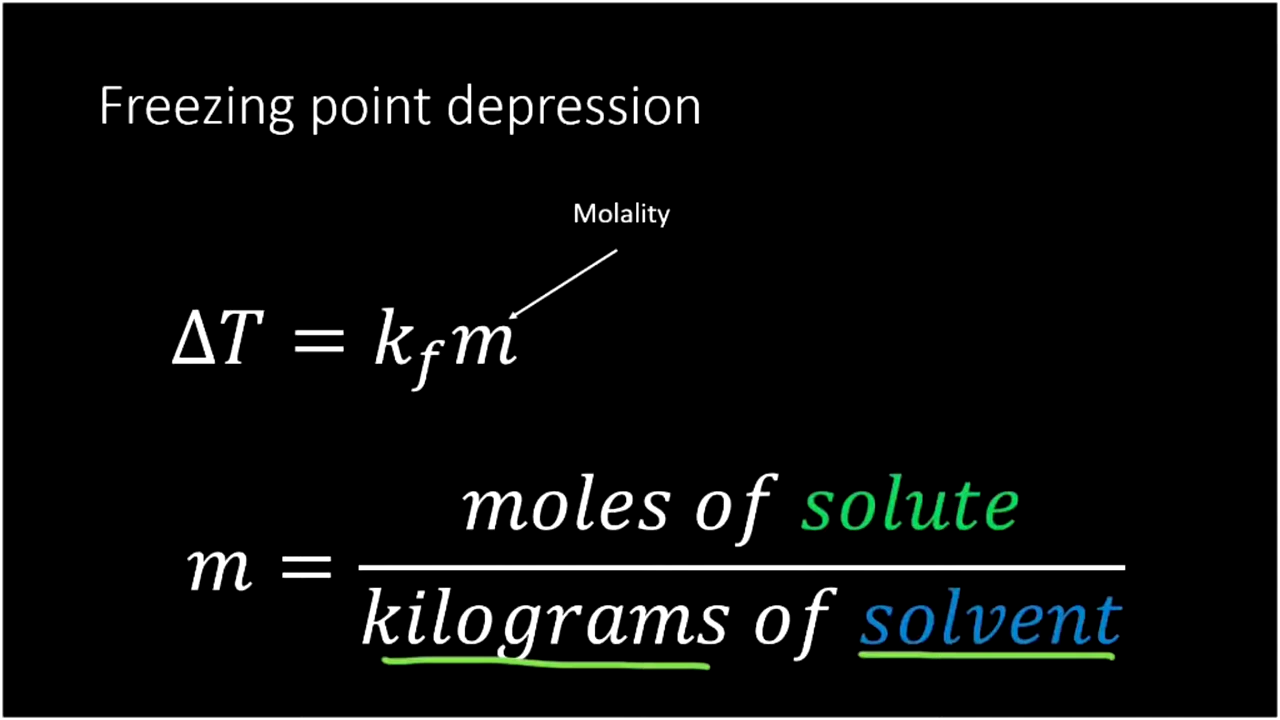 Freezing point depression
Molality
ΔT = k_f m
m = moles of solute
kilograms of solvent